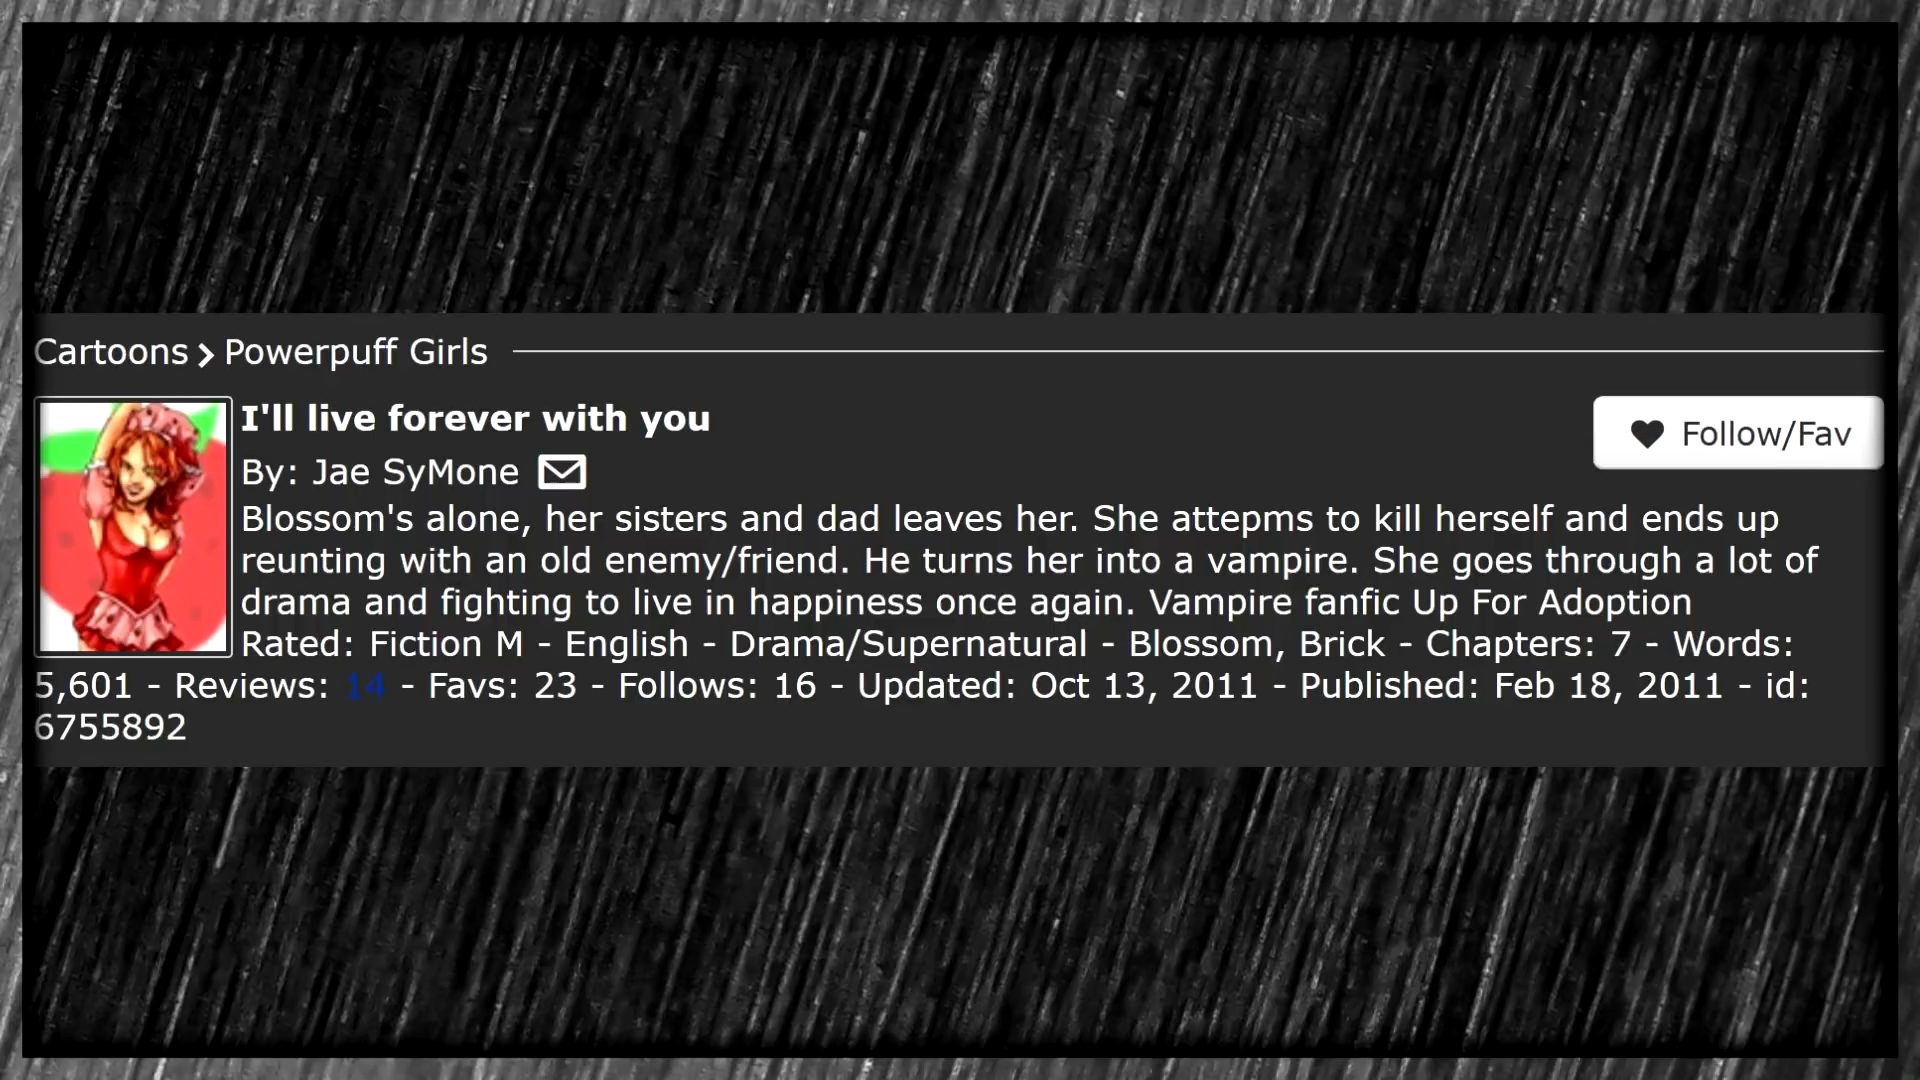 Cartoons > Powerpuff Girls
I'll live forever with you
Follow/Fav
By: Jae SyMone
Blossom's alone, her sisters and dad leaves her. She attepms to kill herself and ends up
reunting with an old enemy/friend. He turns her into a vampire. She goes through a lot of
drama and fighting to live in happiness once again. Vampire fanfic Up For Adoption
Rated: Fiction M - English - Drama/Supernatural - Blossom, Brick - Chapters: 7 - Words:
5,601 - Reviews: 14 - Favs: 23 - Follows: 16 - Updated: Oct 13, 2011 - Published: Feb 18, 2011 - id:
6755892